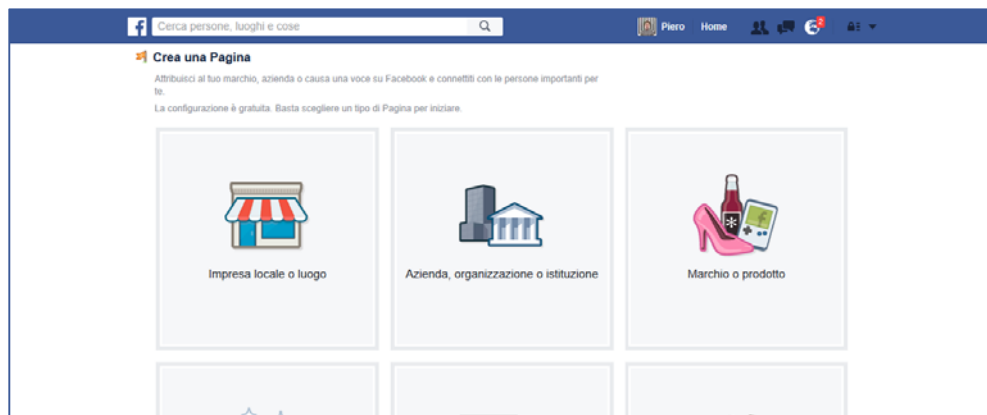 f Cerca persone, luoghi e cose Piero Home 2
Crea una Pagina
Attribuisci al tuo marchio, azienda o causa una voce su Facebook e connettiti con le persone importanti per
te.
La configurazione è gratuita. Basta scegliere un tipo di Pagina per iniziare.
Impresa locale o luogo
Azienda, organizzazione o istituzione
Marchio o prodotto